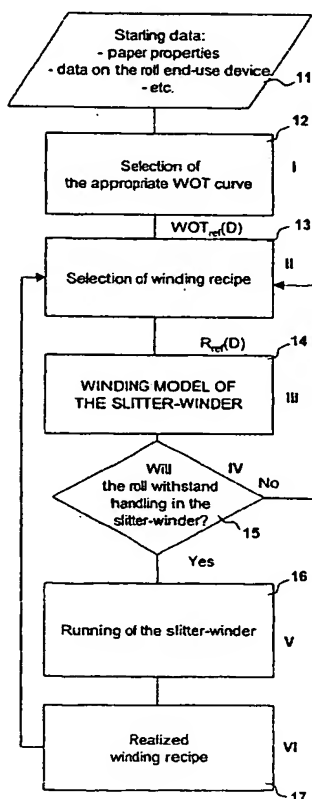 Starting data:
- paper properties
- data on the roll end-use device
- etc.
11
12
Selection of
the appropriate WOT curve
I
WOTref(D)
13
Selection of winding recipe
II
Rref(D)
14
WINDING MODEL OF
THE SLITTER-WINDER
III
Will
the roll withstand
handling in the
slitter-winder?
IV
No
15
Yes
16
Running of the slitter-winder
V
Realized
winding recipe
VI
17